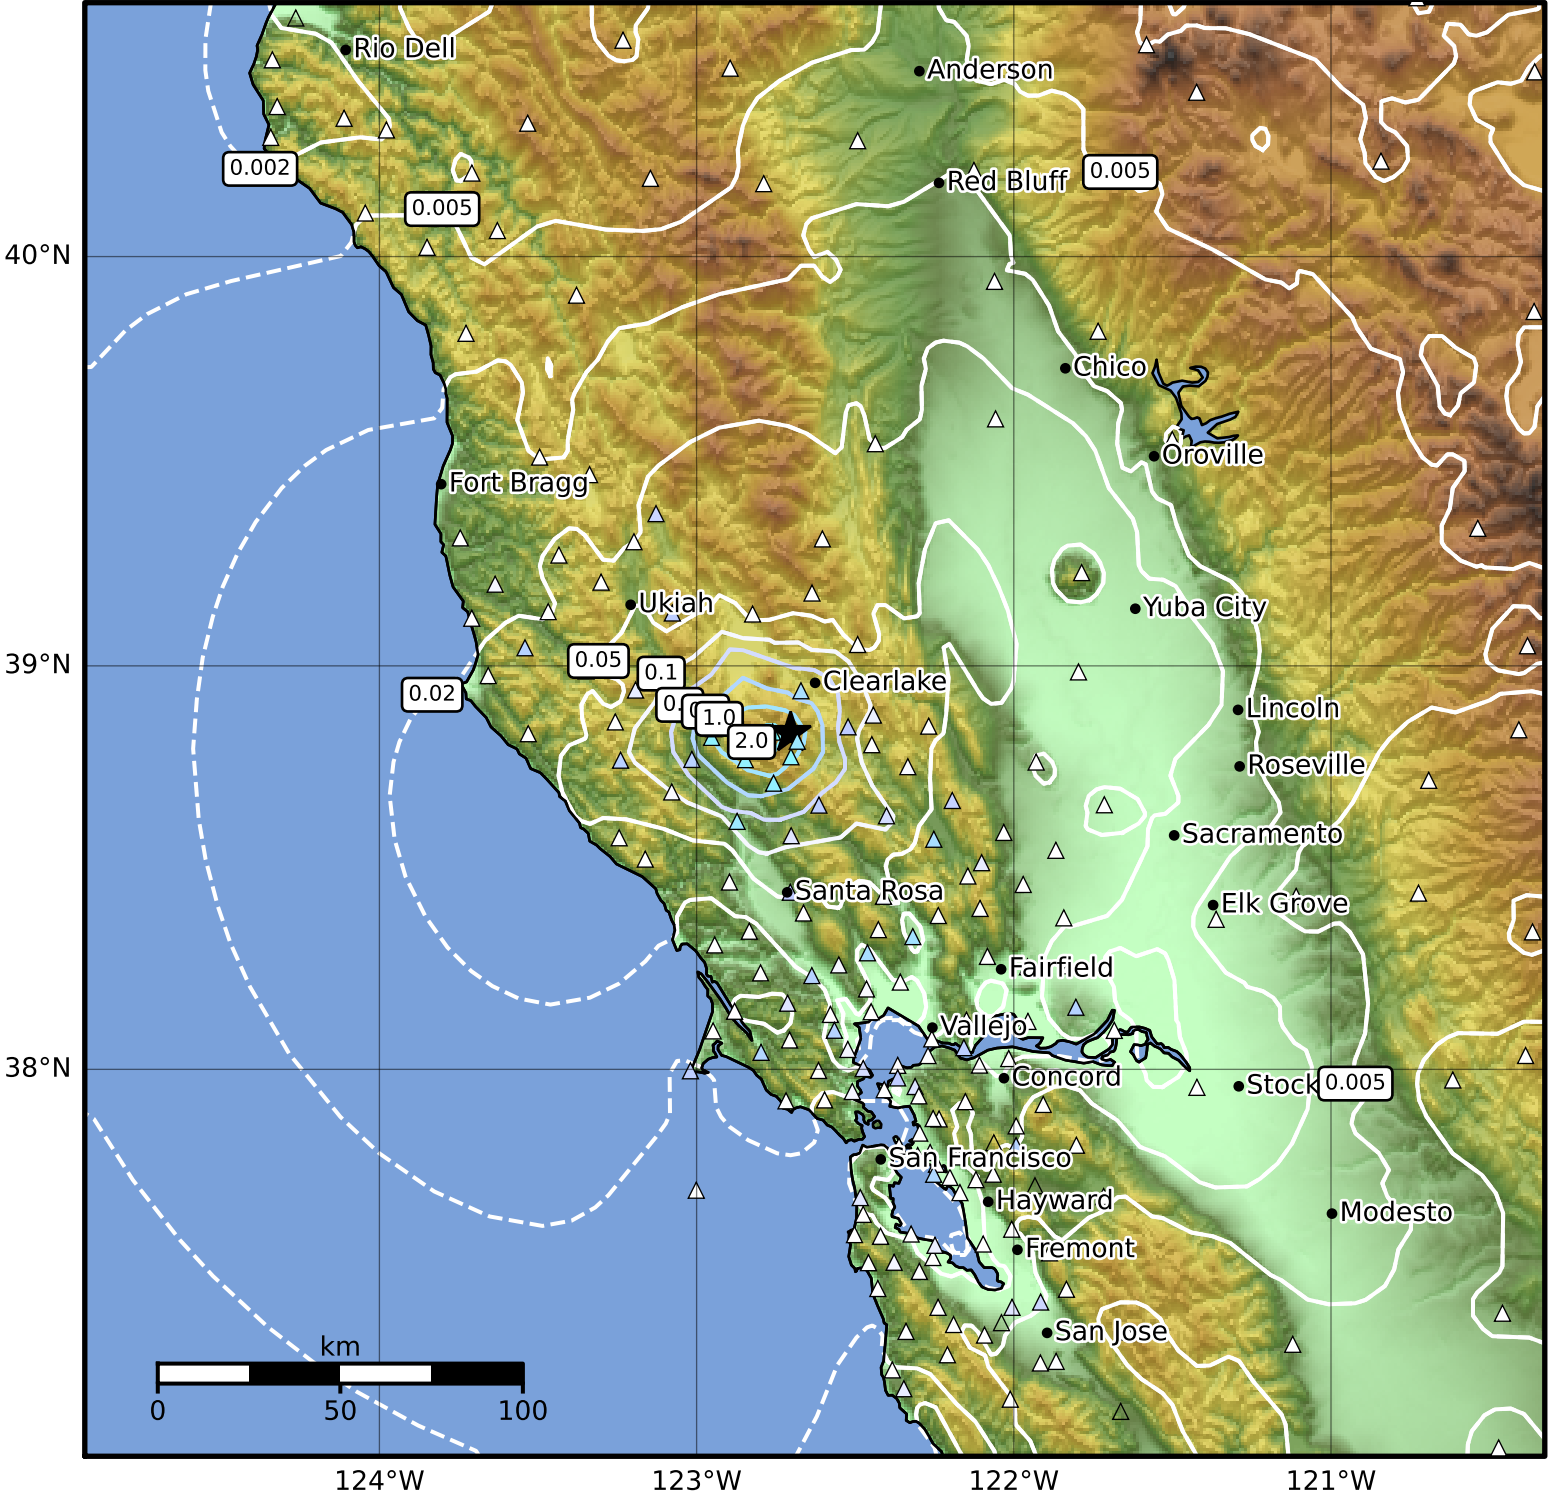 Rio Dell
Anderson
0.002
0.005
Red Bluff
0.005
40°N
Chico
Oroville
Fort Bragg
Ukiah
Yuba City
39°N
0.05
0.1
Clearlake
0.02
1.0
2.0
Lincoln
Roseville
Sacramento
Santa Rosa
Elk Grove
Fairfield
Vallejo
38°N
Concord
Stock
0.005
San Francisco
Hayward
Modesto
Fremont
San Jose
km
0 50 100
124°W 123°W 122°W 121°W